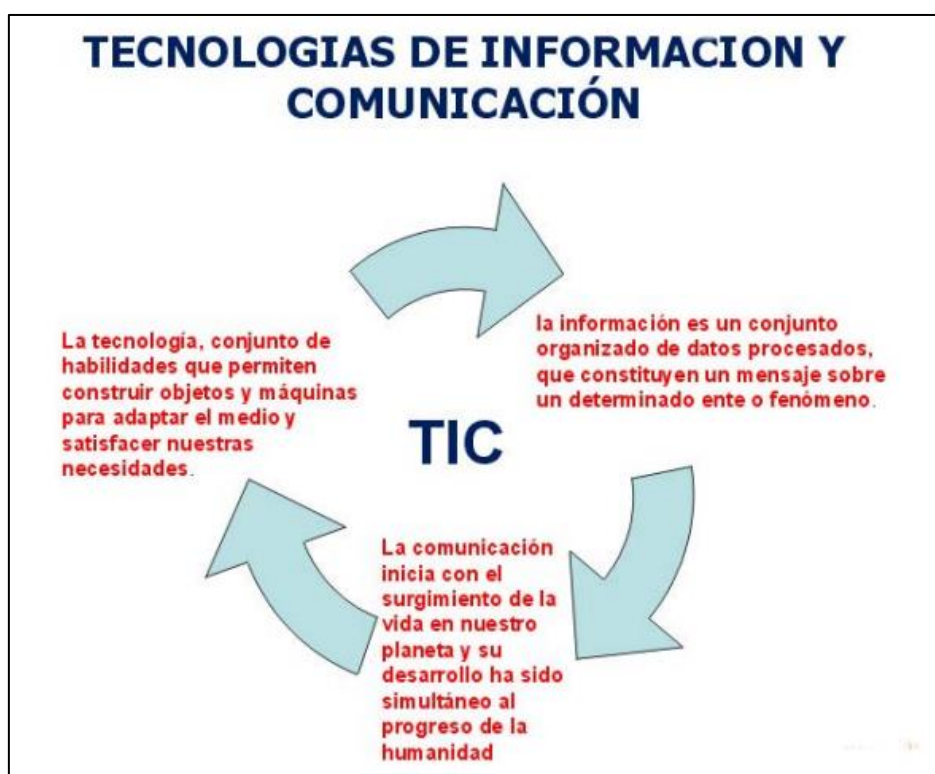 TECNOLOGIAS DE INFORMACION Y
COMUNICACIÓN
La tecnología, conjunto de
habilidades que permiten
construir objetos y máquinas
para adaptar el medio y
satisfacer nuestras
necesidades.
la información es un conjunto
organizado de datos procesados,
que constituyen un mensaje sobre
un determinado ente o fenómeno.
TIC
La comunicación
inicia con el
surgimiento de la
vida en nuestro
planeta y su
desarrollo ha sido
simultáneo al
progreso de la
humanidad